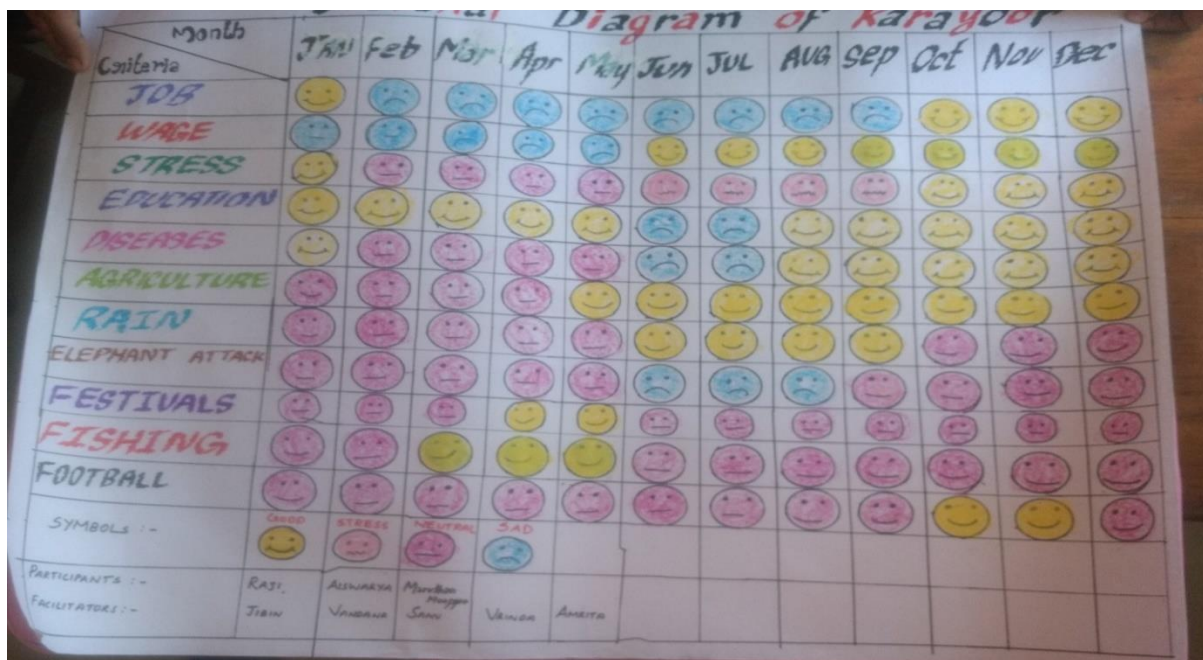 Diagram of Karayoor
Month
Criteria
JAN Feb Mar Apr May Jun JUL AUG Sep Oct Nov Dec
JOB
WAGE
STRESS
EDUCATION
DISEASES
AGRICULTURE
RAIN
ELEPHANT ATTACK
FESTIVALS
FISHING
FOOTBALL
SYMBOLS :- GOOD STRESS NEUTRAL SAD
PARTICIPANTS :- RAJI, AISWARYA
FACILITATORS :- JIBIN VANDANA VRINDA AMRITA